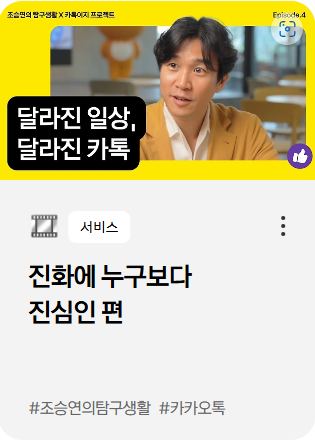 조승연의 탐구생활 X 카톡이지 프로젝트
Episode.4
달라진 일상,
달라진 카톡
서비스
진화에 누구보다
진심인 편
#조승연의탐구생활 #카카오톡